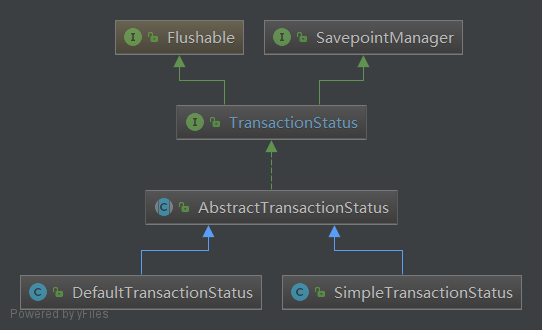 Flushable
SavepointManager
TransactionStatus
AbstractTransactionStatus
DefaultTransactionStatus
SimpleTransactionStatus
Powered by yFiles